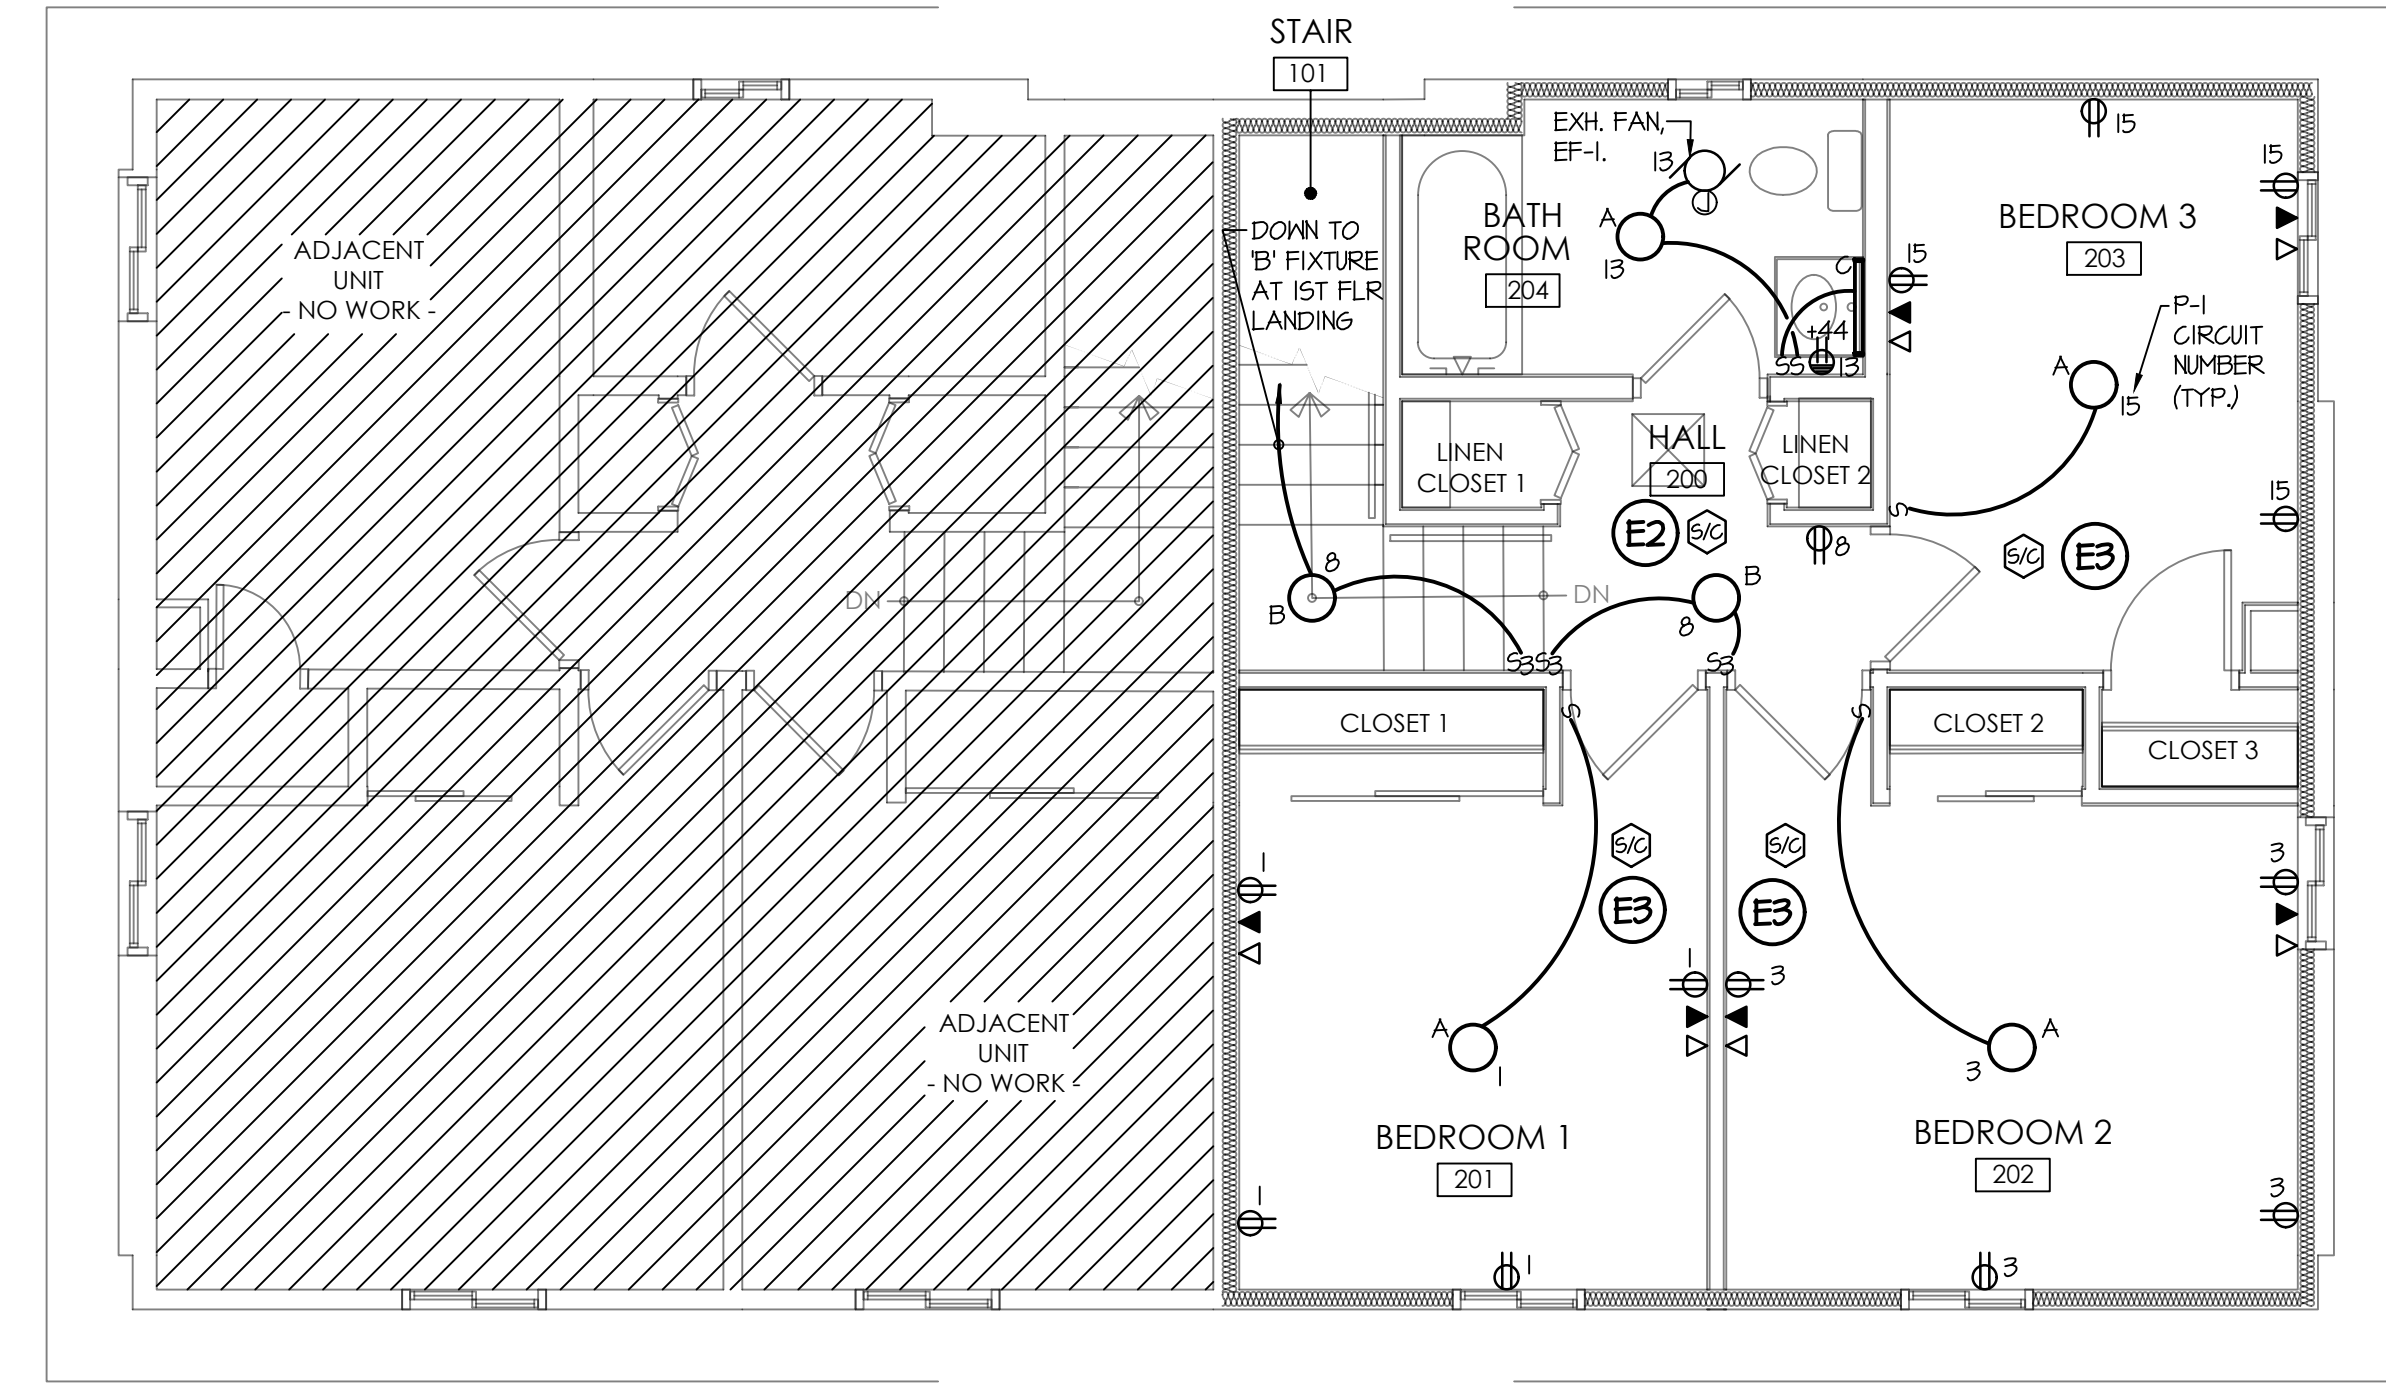 STAIR
101
EXH. FAN,
EF-1.
13
J
A
13
BATH
ROOM
204
C
+44
SS
13
DOWN TO
'B' FIXTURE
AT 1ST FLR
LANDING
15
15
15
BEDROOM 3
203
P-1
CIRCUIT
NUMBER
(TYP.)
A
15
15
S
S/C
E3
ADJACENT
UNIT
- NO WORK -
LINEN
CLOSET 1
HALL
200
LINEN
CLOSET 2
E2
S/C
8
8
B
DN
DN
B
8
S3
S3
S3
CLOSET 1
CLOSET 2
CLOSET 3
S
S
S/C
S/C
E3
E3
1
3
1
3
A
1
A
3
ADJACENT
UNIT
- NO WORK -
BEDROOM 1
201
BEDROOM 2
202
1
3
1
3